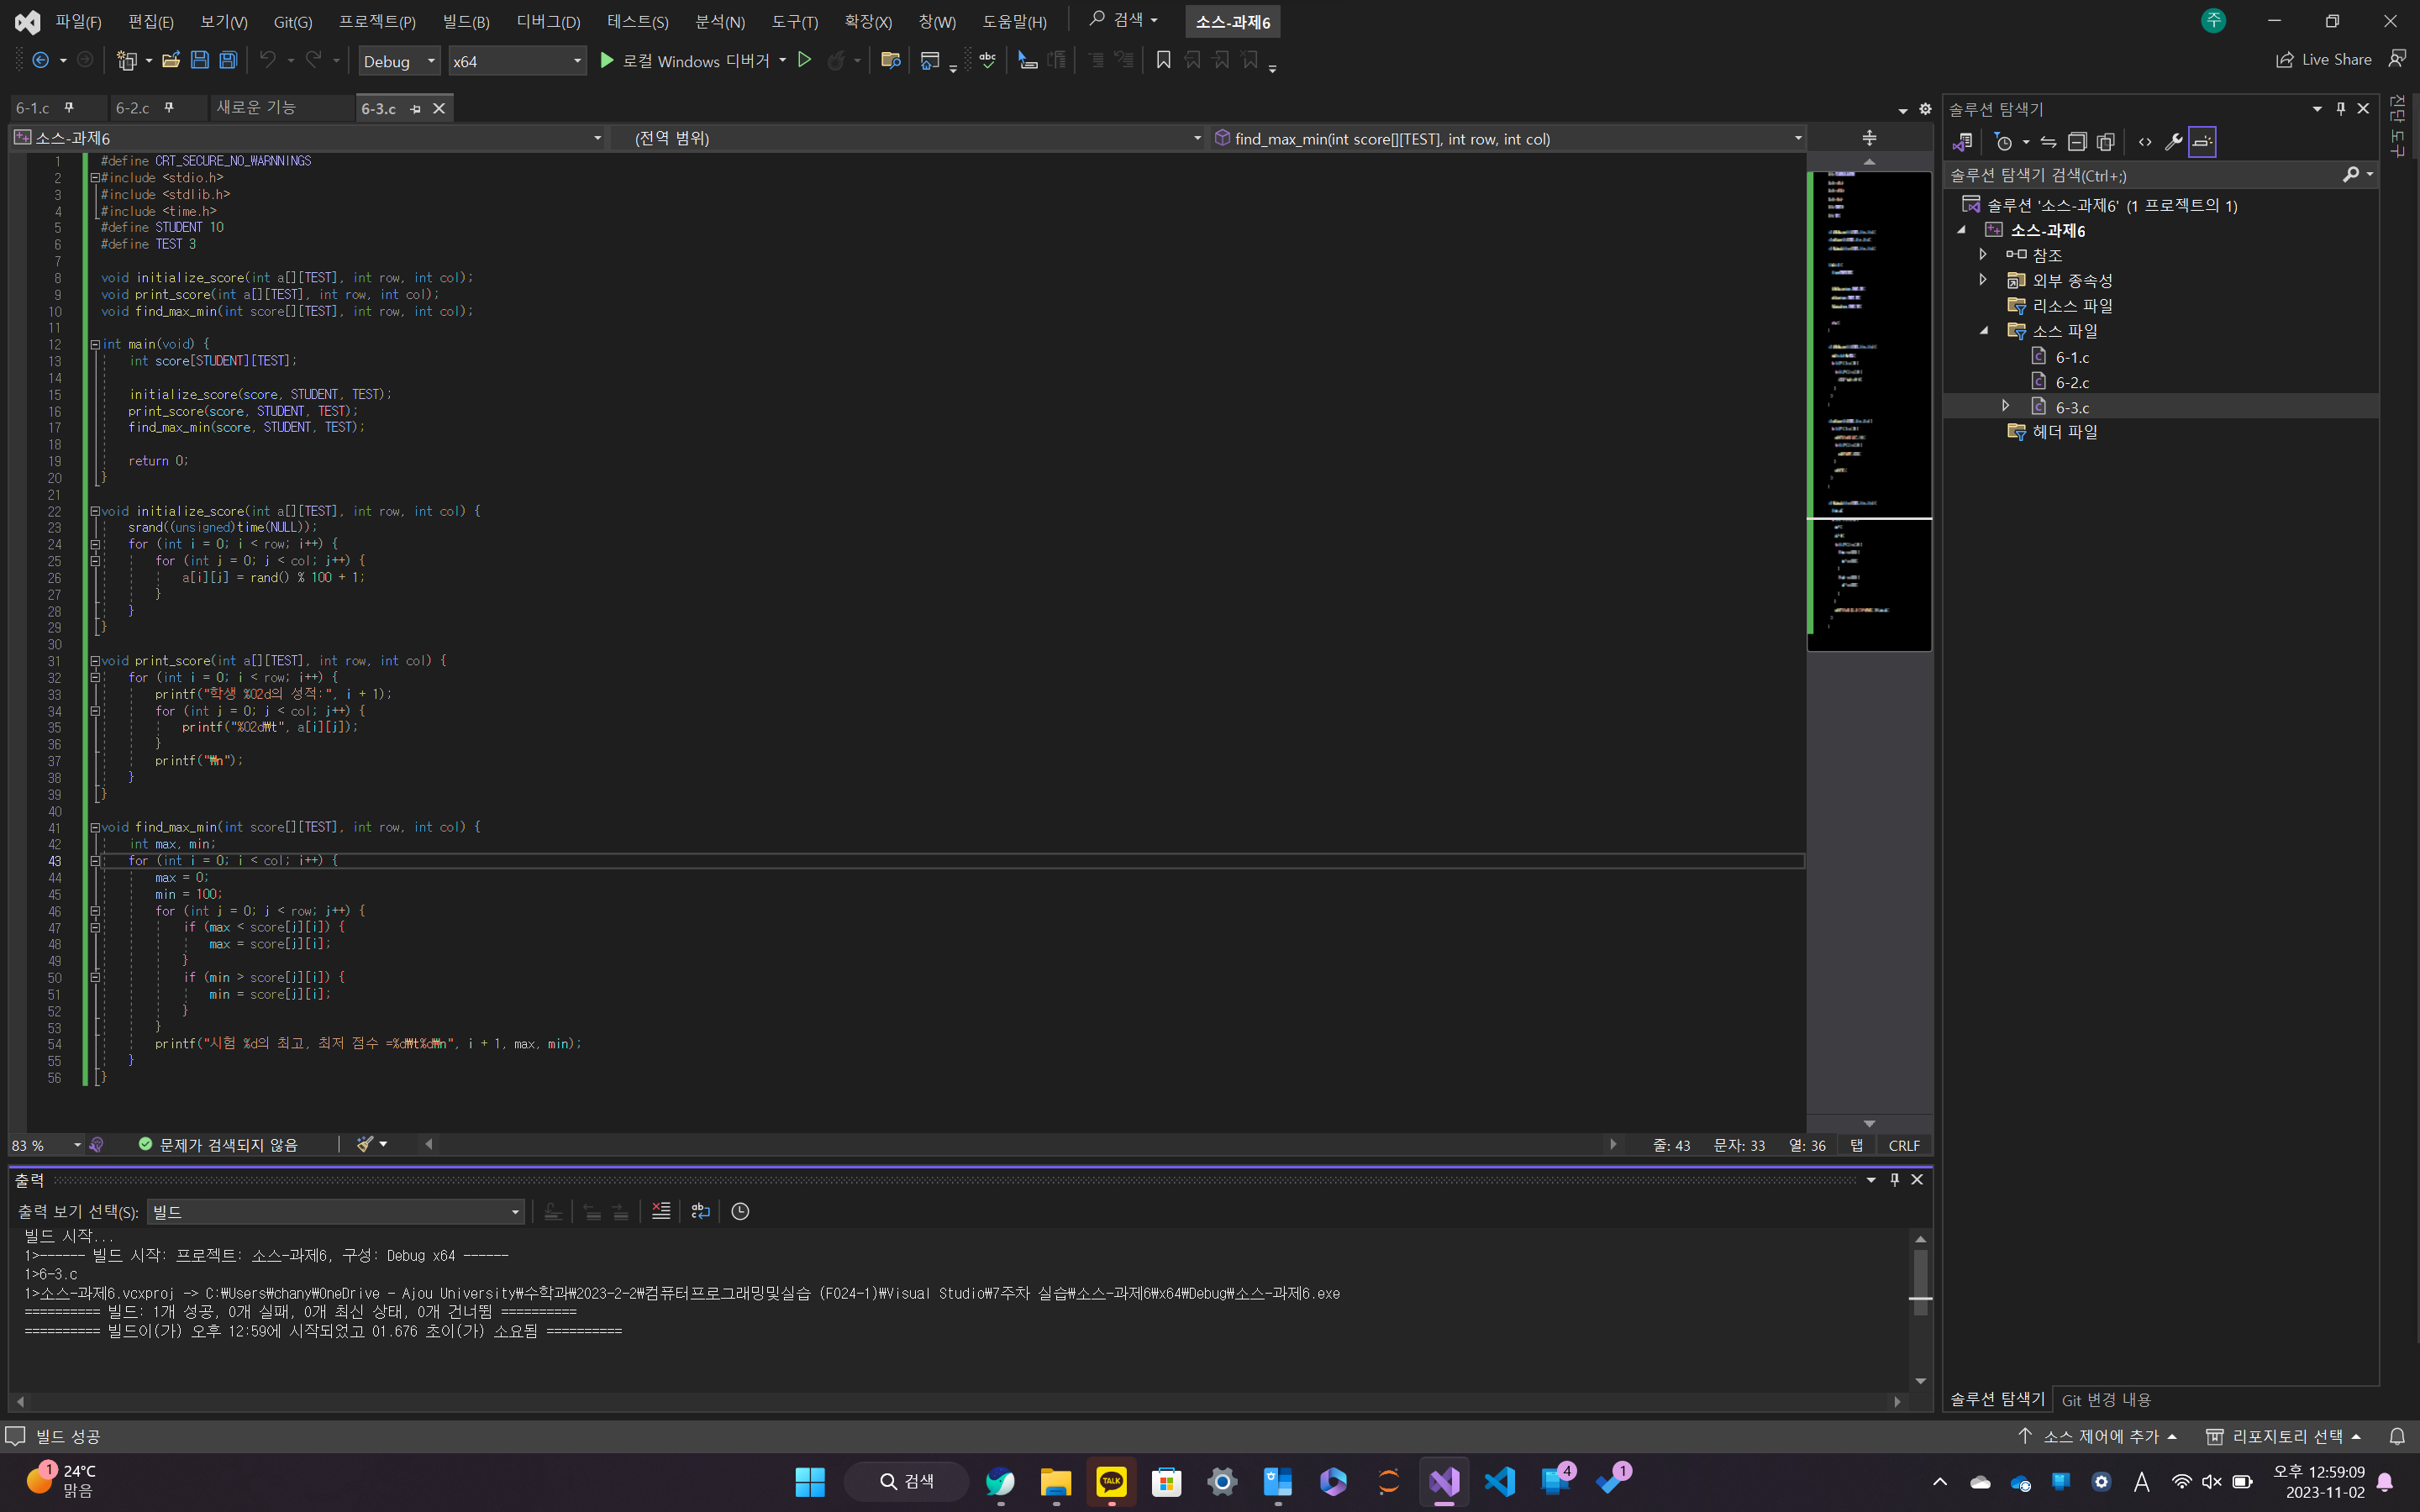 파일(F) 편집(E) 보기(V) Git(G) 프로젝트(P) 빌드(B) 디버그(D) 테스트(S) 분석(N) 도구(T) 확장(X) 창(W) 도움말(H) 검색 소스-과제6 주
Debug x64 로컬 Windows 디버거 abc Live Share
6-1.c 6-2.c 새로운 기능 6-3.c
소스-과제6 (전역 범위) find_max_min(int score[][TEST], int row, int col)
1 #define CRT_SECURE_NO_WARNNINGS
2 #include <stdio.h>
3 #include <stdlib.h>
4 #include <time.h>
5 #define STUDENT 10
6 #define TEST 3
7
8 void initialize_score(int a[][TEST], int row, int col);
9 void print_score(int a[][TEST], int row, int col);
10 void find_max_min(int score[][TEST], int row, int col);
11
12 int main(void) {
13 int score[STUDENT][TEST];
14
15 initialize_score(score, STUDENT, TEST);
16 print_score(score, STUDENT, TEST);
17 find_max_min(score, STUDENT, TEST);
18
19 return 0;
20 }
21
22 void initialize_score(int a[][TEST], int row, int col) {
23 srand((unsigned)time(NULL));
24 for (int i = 0; i < row; i++) {
25 for (int j = 0; j < col; j++) {
26 a[i][j] = rand() % 100 + 1;
27 }
28 }
29 }
30
31 void print_score(int a[][TEST], int row, int col) {
32 for (int i = 0; i < row; i++) {
33 printf("학생 %02d의 성적:", i + 1);
34 for (int j = 0; j < col; j++) {
35 printf("%02d₩t", a[i][j]);
36 }
37 printf("₩n");
38 }
39 }
40
41 void find_max_min(int score[][TEST], int row, int col) {
42 int max, min;
43 for (int i = 0; i < col; i++) {
44 max = 0;
45 min = 100;
46 for (int j = 0; j < row; j++) {
47 if (max < score[j][i]) {
48 max = score[j][i];
49 }
50 if (min > score[j][i]) {
51 min = score[j][i];
52 }
53 }
54 printf("시험 %d의 최고, 최저 점수 =%d₩t%d₩n", i + 1, max, min);
55 }
56 }
83 % 문제가 검색되지 않음 줄: 43 문자: 33 열: 36 탭 CRLF
출력
출력 보기 선택(S): 빌드
빌드 시작...
1>------ 빌드 시작: 프로젝트: 소스-과제6, 구성: Debug x64 ------
1>6-3.c
1>소스-과제6.vcxproj -> C:₩Users₩chany₩OneDrive - Ajou University₩수학과₩2023-2-2₩컴퓨터프로그래밍및실습 (F024-1)₩Visual Studio₩7주차 실습₩소스-과제6₩x64₩Debug₩소스-과제6.exe
========== 빌드: 1개 성공, 0개 실패, 0개 최신 상태, 0개 건너뜀 ==========
========== 빌드이(가) 오후 12:59에 시작되었고 01.676 초이(가) 소요됨 ==========
솔루션 탐색기
솔루션 탐색기 검색(Ctrl+;)
솔루션 '소스-과제6' (1 프로젝트의 1)
소스-과제6
참조
외부 종속성
리소스 파일
소스 파일
6-1.c
6-2.c
6-3.c
헤더 파일
솔루션 탐색기 Git 변경 내용
진단 도구
빌드 성공 소스 제어에 추가 리포지토리 선택
1 24°C
맑음
검색 TALK 4 1
A 오후 12:59:09
2023-11-02